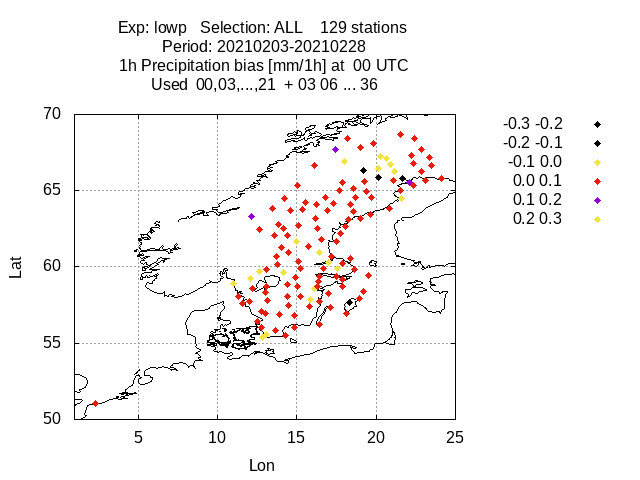 Exp: lowp   Selection: ALL    129 stations
Period: 20210203-20210228
1h Precipitation bias [mm/1h] at  00 UTC
Used  00,03,...,21  + 03 06 ... 36
70
65
60
55
50
Lat
5
10
15
20
25
Lon
-0.3 -0.2
-0.2 -0.1
-0.1 0.0
0.0 0.1
0.1 0.2
0.2 0.3